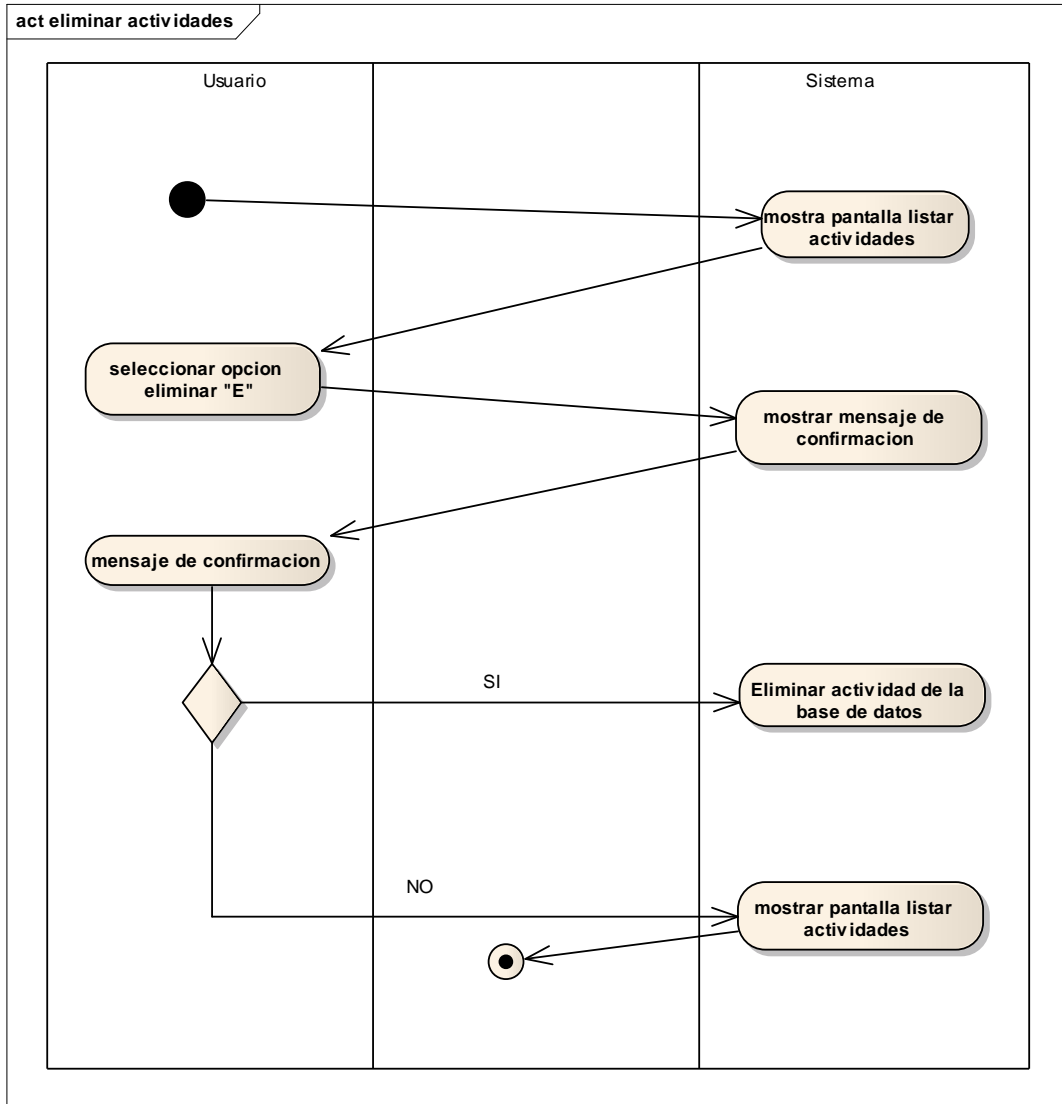 act eliminar actividades
Usuario
Sistema
mostra pantalla listar
actividades
seleccionar opcion
eliminar "E"
mostrar mensaje de
confirmacion
mensaje de confirmacion
SI
Eliminar actividad de la
base de datos
NO
mostrar pantalla listar
actividades